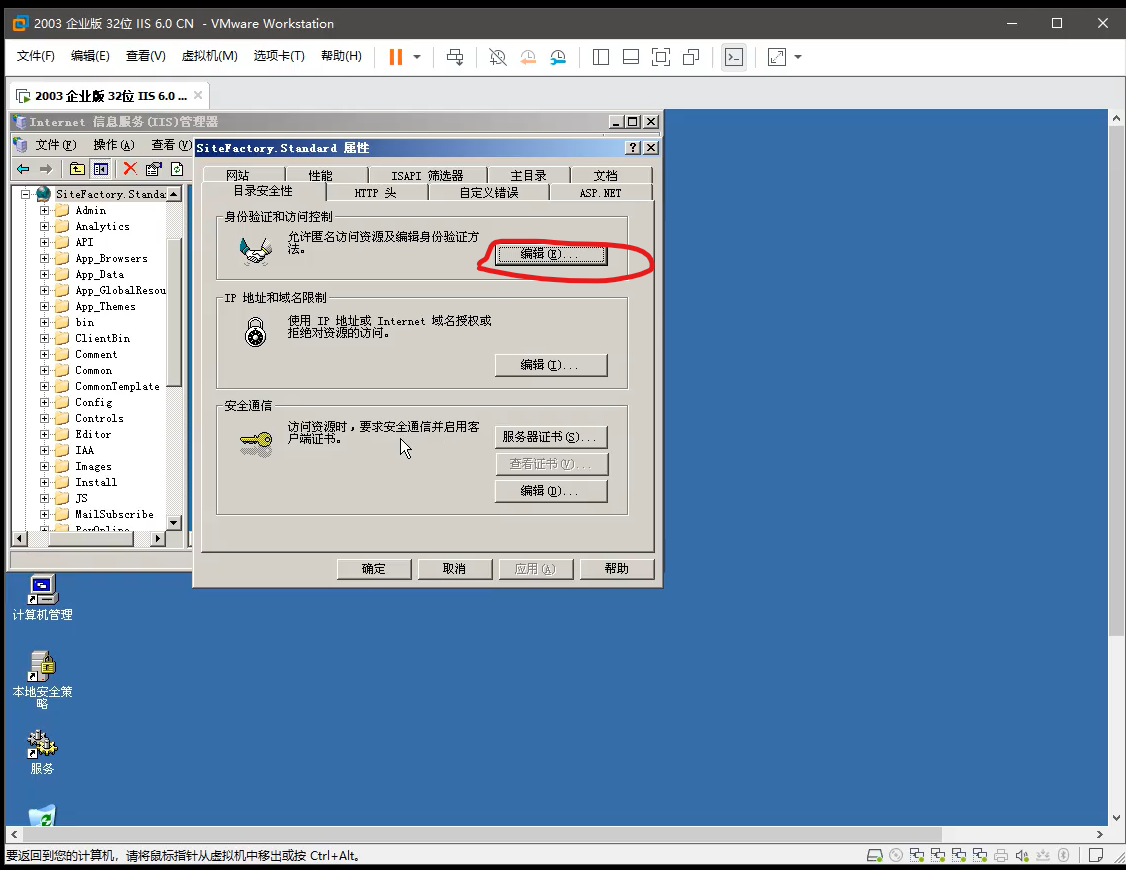 2003 企业版 32位 IIS 6.0 CN - VMware Workstation
文件(F) 编辑(E) 查看(V) 虚拟机(M) 选项卡(T) 帮助(H)
2003 企业版 32位 IIS 6.0 ...
Internet 信息服务(IIS)管理器
文件(F) 操作(A) 查看(V)
SiteFactory.Standard 属性
网站 性能 ISAPI 筛选器 主目录 文档
目录安全性 HTTP 头 自定义错误 ASP.NET
身份验证和访问控制
允许匿名访问资源及编辑身份验证方
法。
编辑(E)...
IP 地址和域名限制
使用 IP 地址或 Internet 域名授权或
拒绝对资源的访问。
编辑(I)...
安全通信
访问资源时，要求安全通信并启用客
户端证书。
服务器证书(S)...
查看证书(V)...
编辑(D)...
确定 取消 应用(A) 帮助
SiteFactory.Standa
Admin
Analytics
API
App_Browsers
App_Data
App_GlobalResou
App_Themes
bin
ClientBin
Comment
Common
CommonTemplate
Config
Controls
Editor
IAA
Images
Install
JS
MailSubscribe
PayOnline
计算机管理
本地安全策
略
服务
要返回到您的计算机，请将鼠标指针从虚拟机中移出或按 Ctrl+Alt。